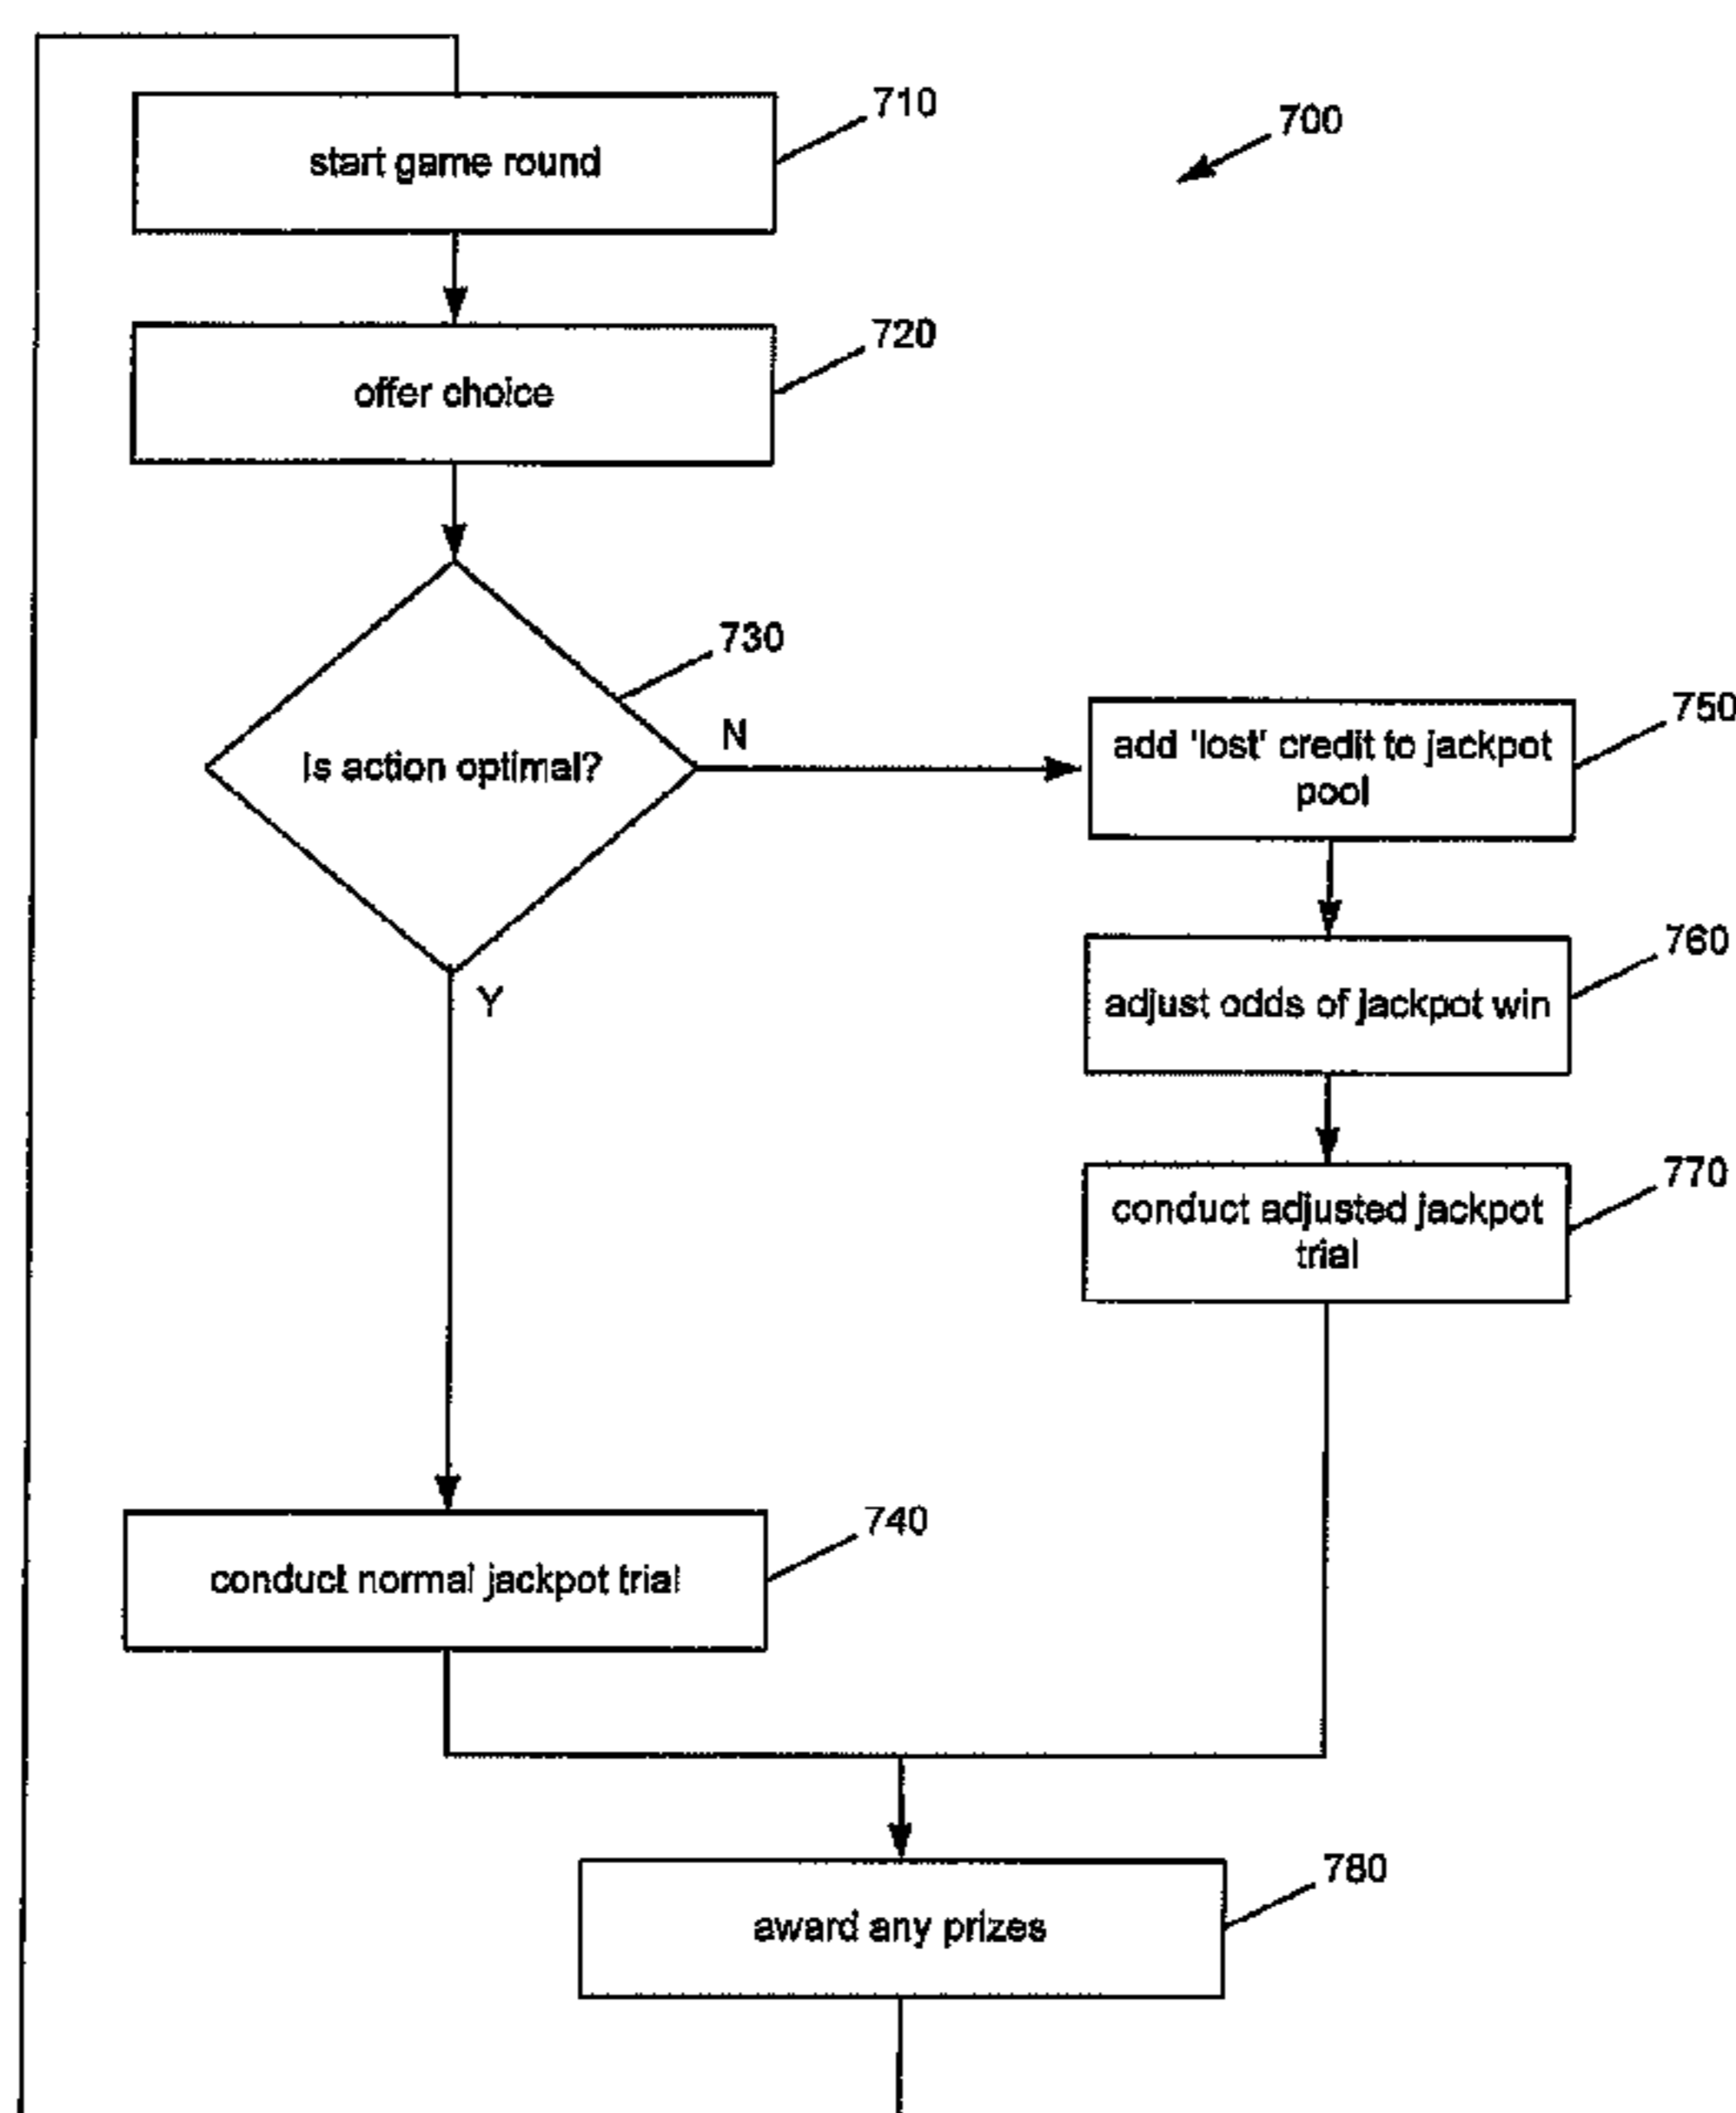 710
700
start game round
720
offer choice
730
N
Is action optimal?
750
add 'lost' credit to jackpot
pool
760
adjust odds of jackpot win
Y
770
conduct adjusted jackpot
trial
740
conduct normal jackpot trial
780
award any prizes